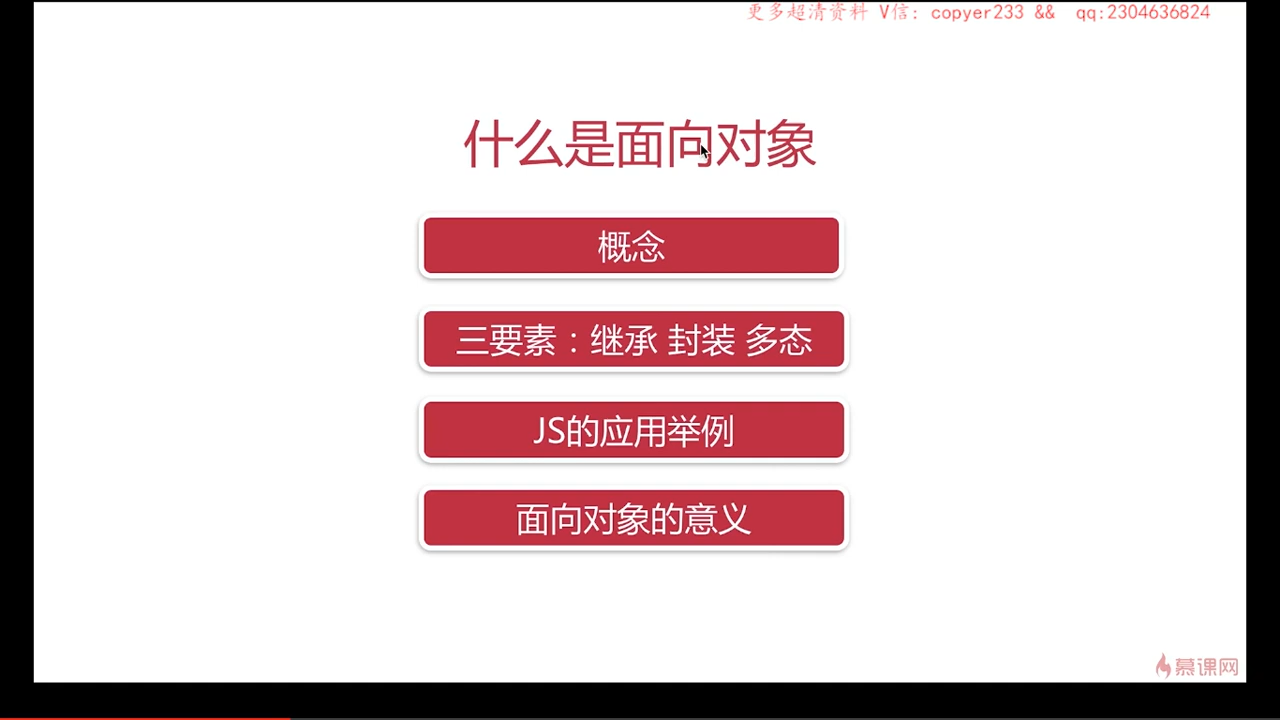 更多超清资料 V信: copyer233 && qq:2304636824
什么是面向对象
概念
三要素：继承 封装 多态
JS的应用举例
面向对象的意义
慕课网